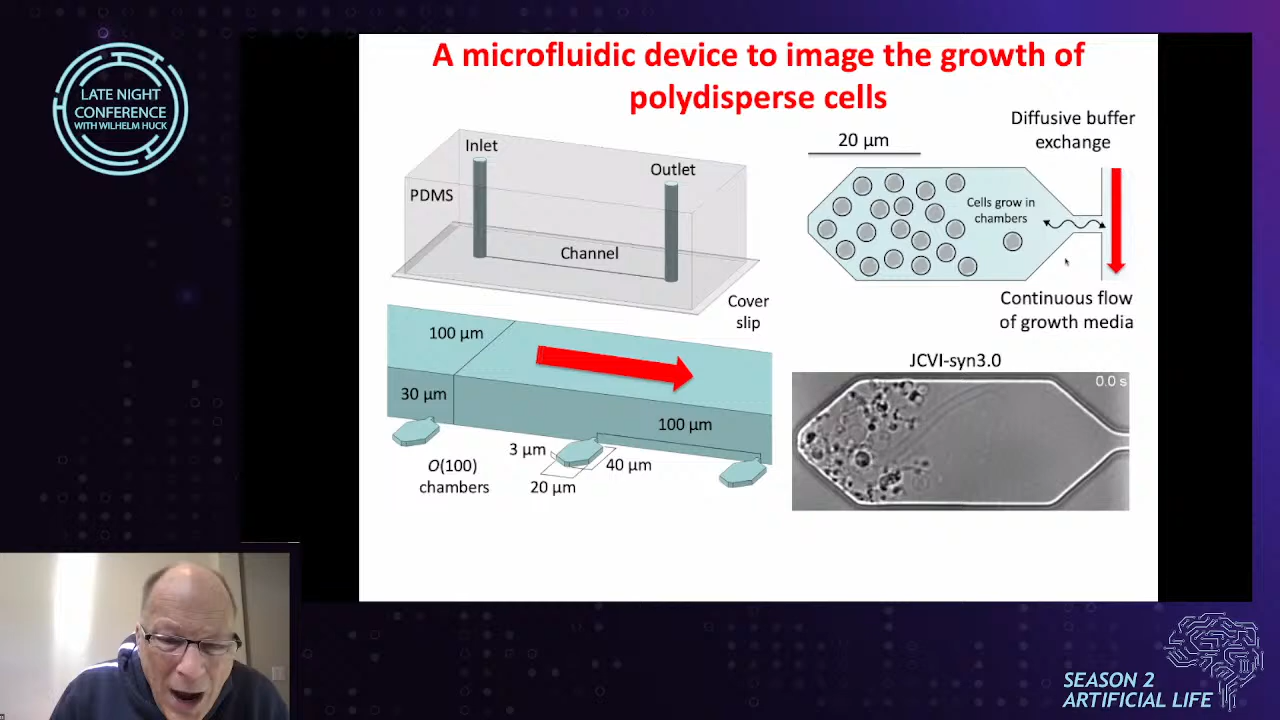 LATE NIGHT
CONFERENCE
WITH WILHELM HUCK
A microfluidic device to image the growth of
polydisperse cells
Inlet
Outlet
PDMS
Channel
Cover
slip
20 µm
Diffusive buffer
exchange
Cells grow in
chambers
Continuous flow
of growth media
100 µm
30 µm
100 µm
3 µm
40 µm
20 µm
O(100)
chambers
JCVI-syn3.0
0.0 s
SEASON 2
ARTIFICIAL LIFE